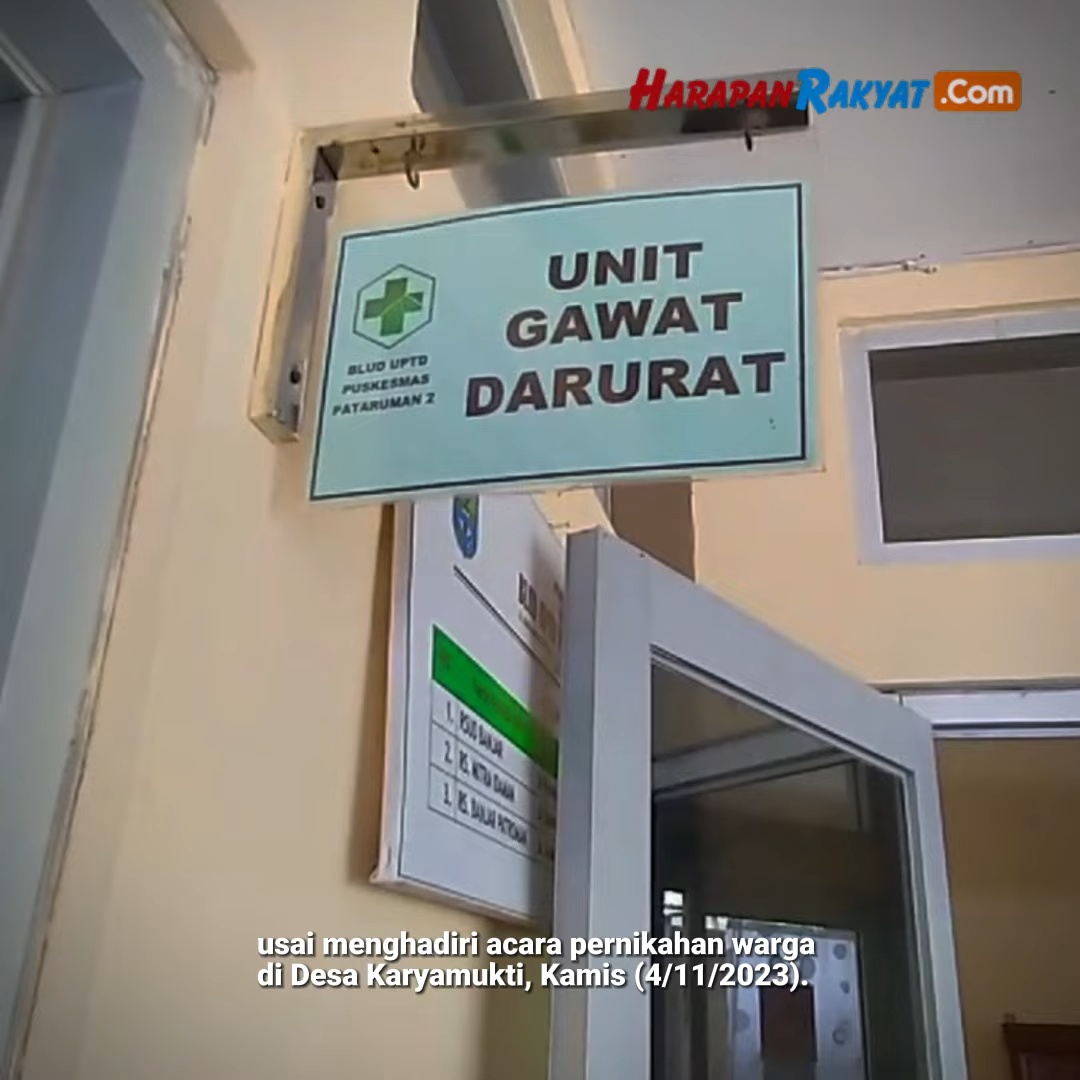 HARAPANRAKYAT.Com
UNIT
GAWAT
DARURAT
BLUD UPTD
PUSKESMAS
PATARUMAN 2
1. RSUD BANJAR
2. RS. MITRA IDAMAN
3. RS. BANJAR PATROMAN
usai menghadiri acara pernikahan warga
di Desa Karyamukti, Kamis (4/11/2023).